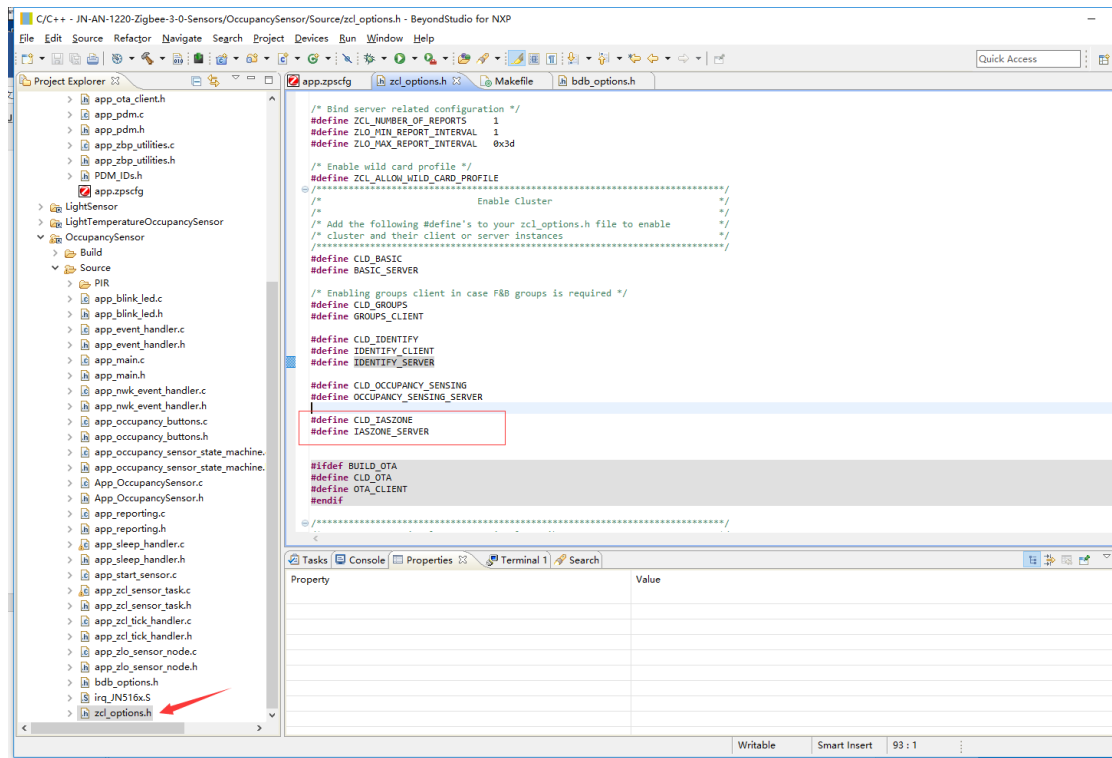 C/C++ - JN-AN-1220-Zigbee-3-0-Sensors/OccupancySensor/Source/zcl_options.h - BeyondStudio for NXP
File Edit Source Refactor Navigate Search Project Devices Run Window Help
Quick Access
Project Explorer
app.zpscfg zcl_options.h Makefile bdb_options.h
app_ota_client.h
app_pdm.c
app_pdm.h
app_zbp_utilities.c
app_zbp_utilities.h
PDM_IDs.h
app.zpscfg
LightSensor
LightTemperatureOccupancySensor
OccupancySensor
Build
Source
PIR
app_blink_led.c
app_blink_led.h
app_event_handler.c
app_event_handler.h
app_main.c
app_main.h
app_nwk_event_handler.c
app_nwk_event_handler.h
app_occupancy_buttons.c
app_occupancy_buttons.h
app_occupancy_sensor_state_machine.
app_occupancy_sensor_state_machine.
App_OccupancySensor.c
App_OccupancySensor.h
app_reporting.c
app_reporting.h
app_sleep_handler.c
app_sleep_handler.h
app_start_sensor.c
app_zcl_sensor_task.c
app_zcl_sensor_task.h
app_zcl_tick_handler.c
app_zcl_tick_handler.h
app_zlo_sensor_node.c
app_zlo_sensor_node.h
bdb_options.h
irq_JN516x.S
zcl_options.h
/* Bind server related configuration */
#define ZCL_NUMBER_OF_REPORTS 1
#define ZLO_MIN_REPORT_INTERVAL 1
#define ZLO_MAX_REPORT_INTERVAL 0x3d
/* Enable wild card profile */
#define ZCL_ALLOW_WILD_CARD_PROFILE
/****************************************************************************/
/* Enable Cluster */
/* */
/* Add the following #define's to your zcl_options.h file to enable */
/* cluster and their client or server instances */
/****************************************************************************/
#define CLD_BASIC
#define BASIC_SERVER
/* Enabling groups client in case F&B groups is required */
#define CLD_GROUPS
#define GROUPS_CLIENT
#define CLD_IDENTIFY
#define IDENTIFY_CLIENT
#define IDENTIFY_SERVER
#define CLD_OCCUPANCY_SENSING
#define OCCUPANCY_SENSING_SERVER
#define CLD_IASZONE
#define IASZONE_SERVER
#ifdef BUILD_OTA
#define CLD_OTA
#define OTA_CLIENT
#endif
/****************************************************************************/
Tasks Console Properties Terminal 1 Search
Property Value
Writable Smart Insert 93 : 1